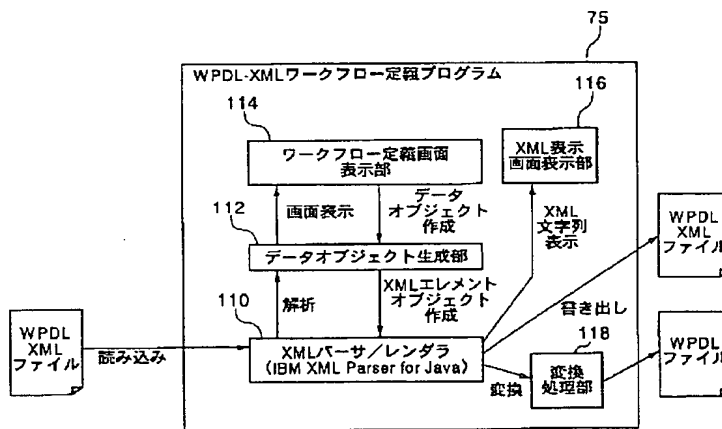 75
WPDL-XMLワークフロー定義プログラム
114
ワークフロー定義画面
表示部
116
XML表示
画面表示部
画面表示
データ
オブジェクト
作成
XML
文字列
表示
112
データオブジェクト生成部
WPDL
XML
ファイル
解析
XMLエレメント
オブジェクト
作成
110
XMLパーサ/レンダラ
(IBM XML Parser for Java)
WPDL
XML
ファイル
読み込み
書き出し
118
変換
変換
処理部
WPDL
ファイル